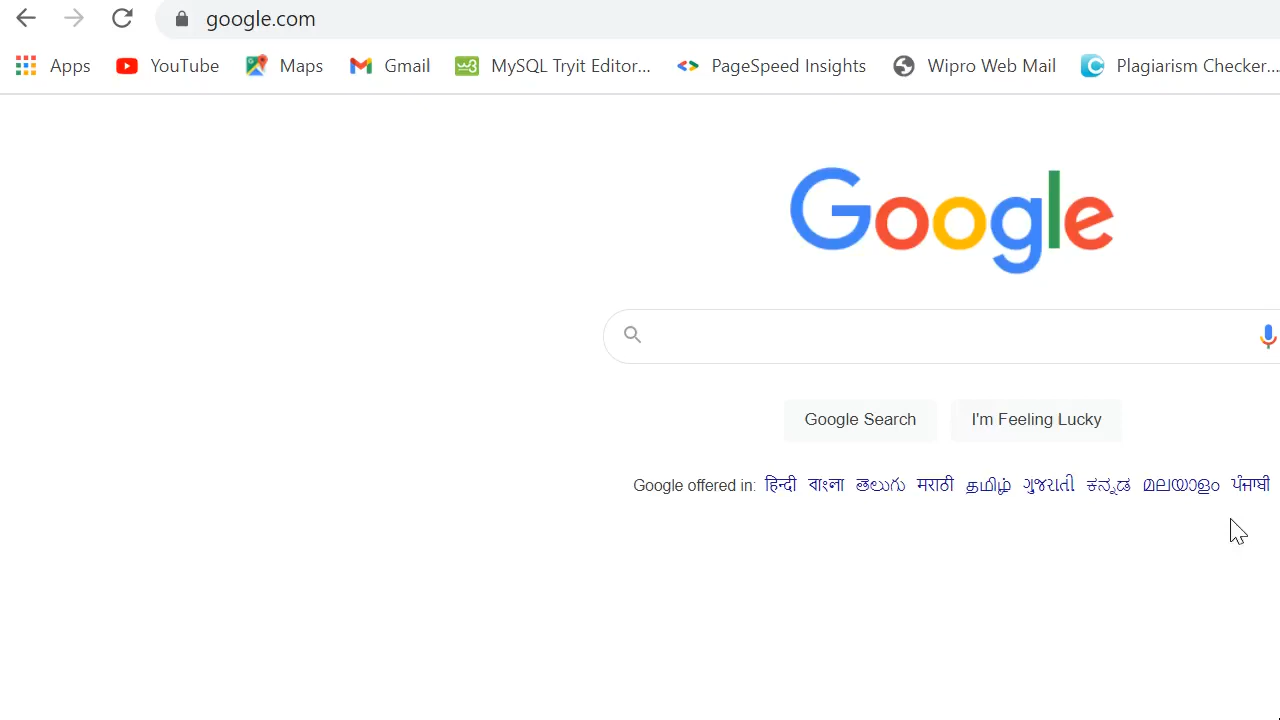 google.com
Apps YouTube Maps Gmail MySQL Tryit Editor... PageSpeed Insights Wipro Web Mail Plagiarism Checker...
Google
Google Search I'm Feeling Lucky
Google offered in: हिन्दी বাংলা తెలుగు मराठी தமிழ் ગુજરાતી ಕನ್ನಡ മലയാളം ਪੰਜਾਬੀ